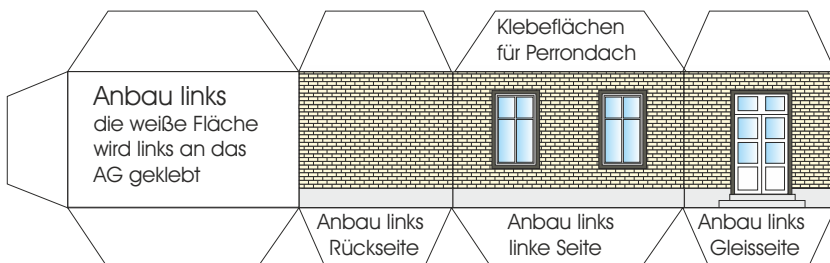 Klebeflächen
für Perrondach
Anbau links
die weiße Fläche
wird links an das
AG geklebt
Anbau links
Rückseite
Anbau links
linke Seite
Anbau links
Gleisseite